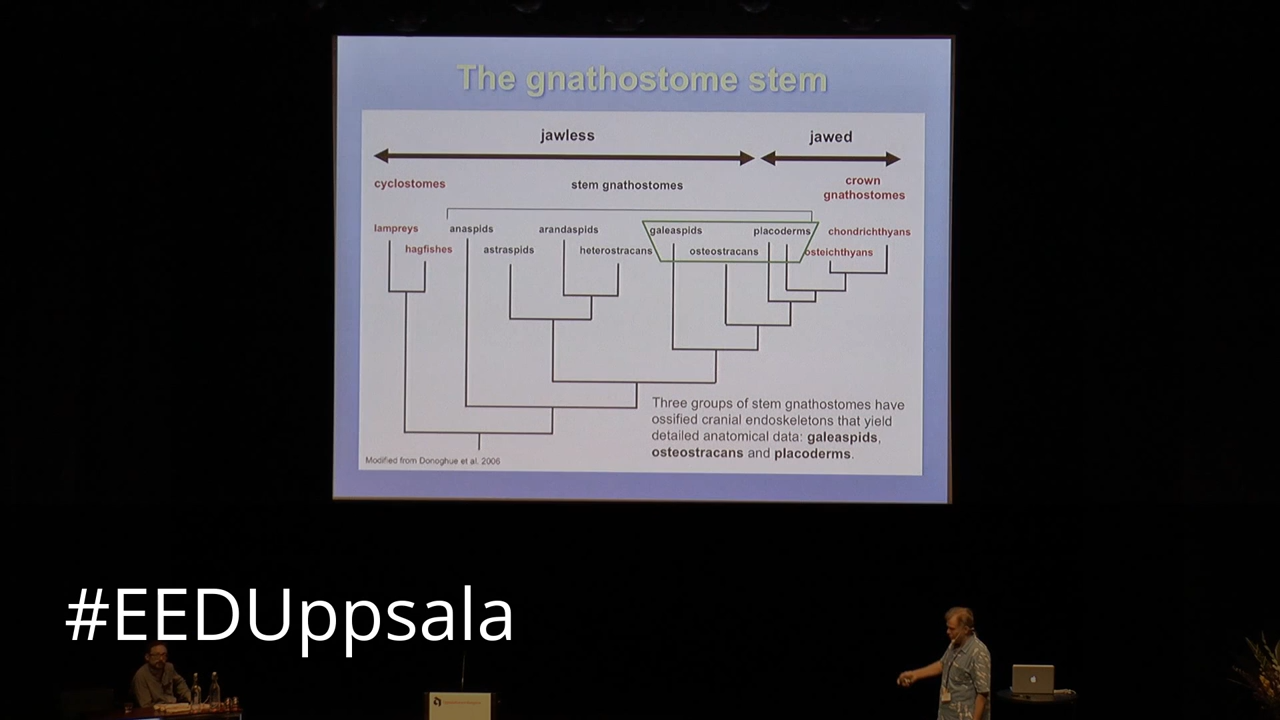 The gnathostome stem
jawless
jawed
cyclostomes
stem gnathostomes
crown
gnathostomes
lampreys
anaspids
arandaspids
galeaspids
placoderms
chondrichthyans
hagfishes
astraspids
heterostracans
osteostracans
osteichthyans
Three groups of stem gnathostomes have
ossified cranial endoskeletons that yield
detailed anatomical data: galeaspids,
osteostracans and placoderms.
Modified from Donoghue et al. 2006
#EEDUppsala